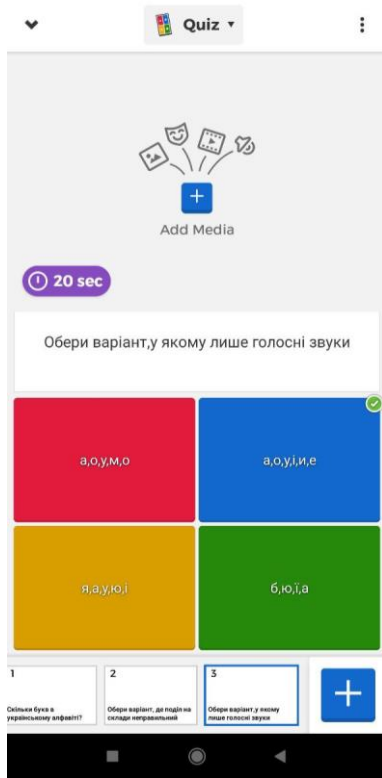 Quiz
Add Media
20 sec
Обери варіант,у якому лише голосні звуки
а,о,у,м,о
а,о,у,і,и,е
я,а,у,ю,і
б,ю,ї,а
1
Скільки букв в
українському алфавіті?
2
Обери варіант, де поділ на
склади неправильний
3
Обери варіант,у якому
лише голосні звуки